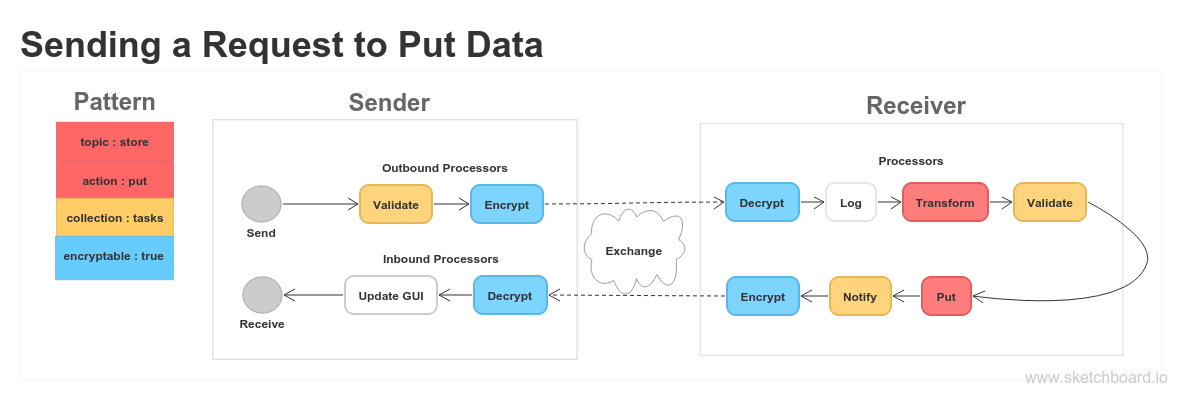 Sending a Request to Put Data
Pattern
topic : store
action : put
collection : tasks
encryptable : true
Sender
Outbound Processors
Send
Validate
Encrypt
Inbound Processors
Receive
Update GUI
Decrypt
Exchange
Receiver
Processors
Decrypt
Log
Transform
Validate
Encrypt
Notify
Put
www.sketchboard.io